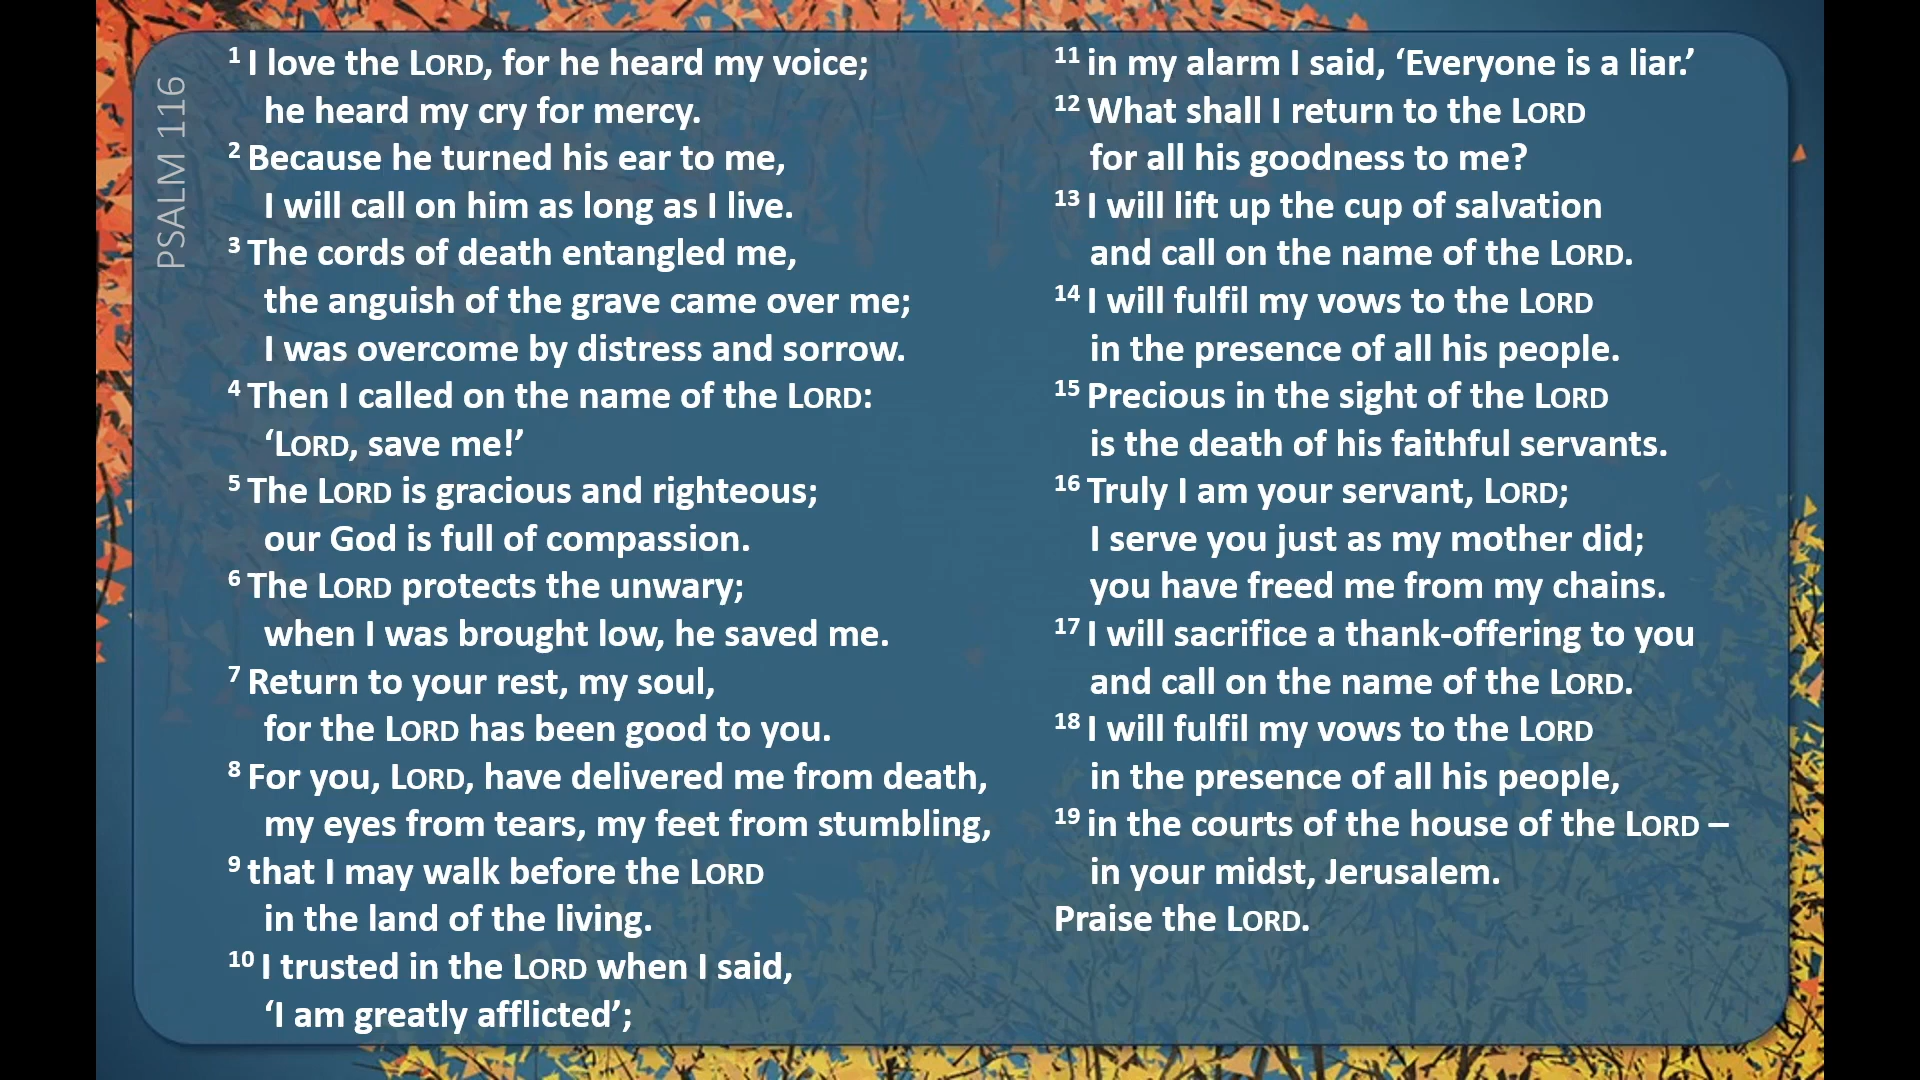 PSALM 116
1 I love the LORD, for he heard my voice;
he heard my cry for mercy.
2 Because he turned his ear to me,
I will call on him as long as I live.
3 The cords of death entangled me,
the anguish of the grave came over me;
I was overcome by distress and sorrow.
4 Then I called on the name of the LORD:
‘LORD, save me!’
5 The LORD is gracious and righteous;
our God is full of compassion.
6 The LORD protects the unwary;
when I was brought low, he saved me.
7 Return to your rest, my soul,
for the LORD has been good to you.
8 For you, LORD, have delivered me from death,
my eyes from tears, my feet from stumbling,
9 that I may walk before the LORD
in the land of the living.
10 I trusted in the LORD when I said,
‘I am greatly afflicted’;
11 in my alarm I said, ‘Everyone is a liar.’
12 What shall I return to the LORD
for all his goodness to me?
13 I will lift up the cup of salvation
and call on the name of the LORD.
14 I will fulfil my vows to the LORD
in the presence of all his people.
15 Precious in the sight of the LORD
is the death of his faithful servants.
16 Truly I am your servant, LORD;
I serve you just as my mother did;
you have freed me from my chains.
17 I will sacrifice a thank-offering to you
and call on the name of the LORD.
18 I will fulfil my vows to the LORD
in the presence of all his people,
19 in the courts of the house of the LORD –
in your midst, Jerusalem.
Praise the LORD.